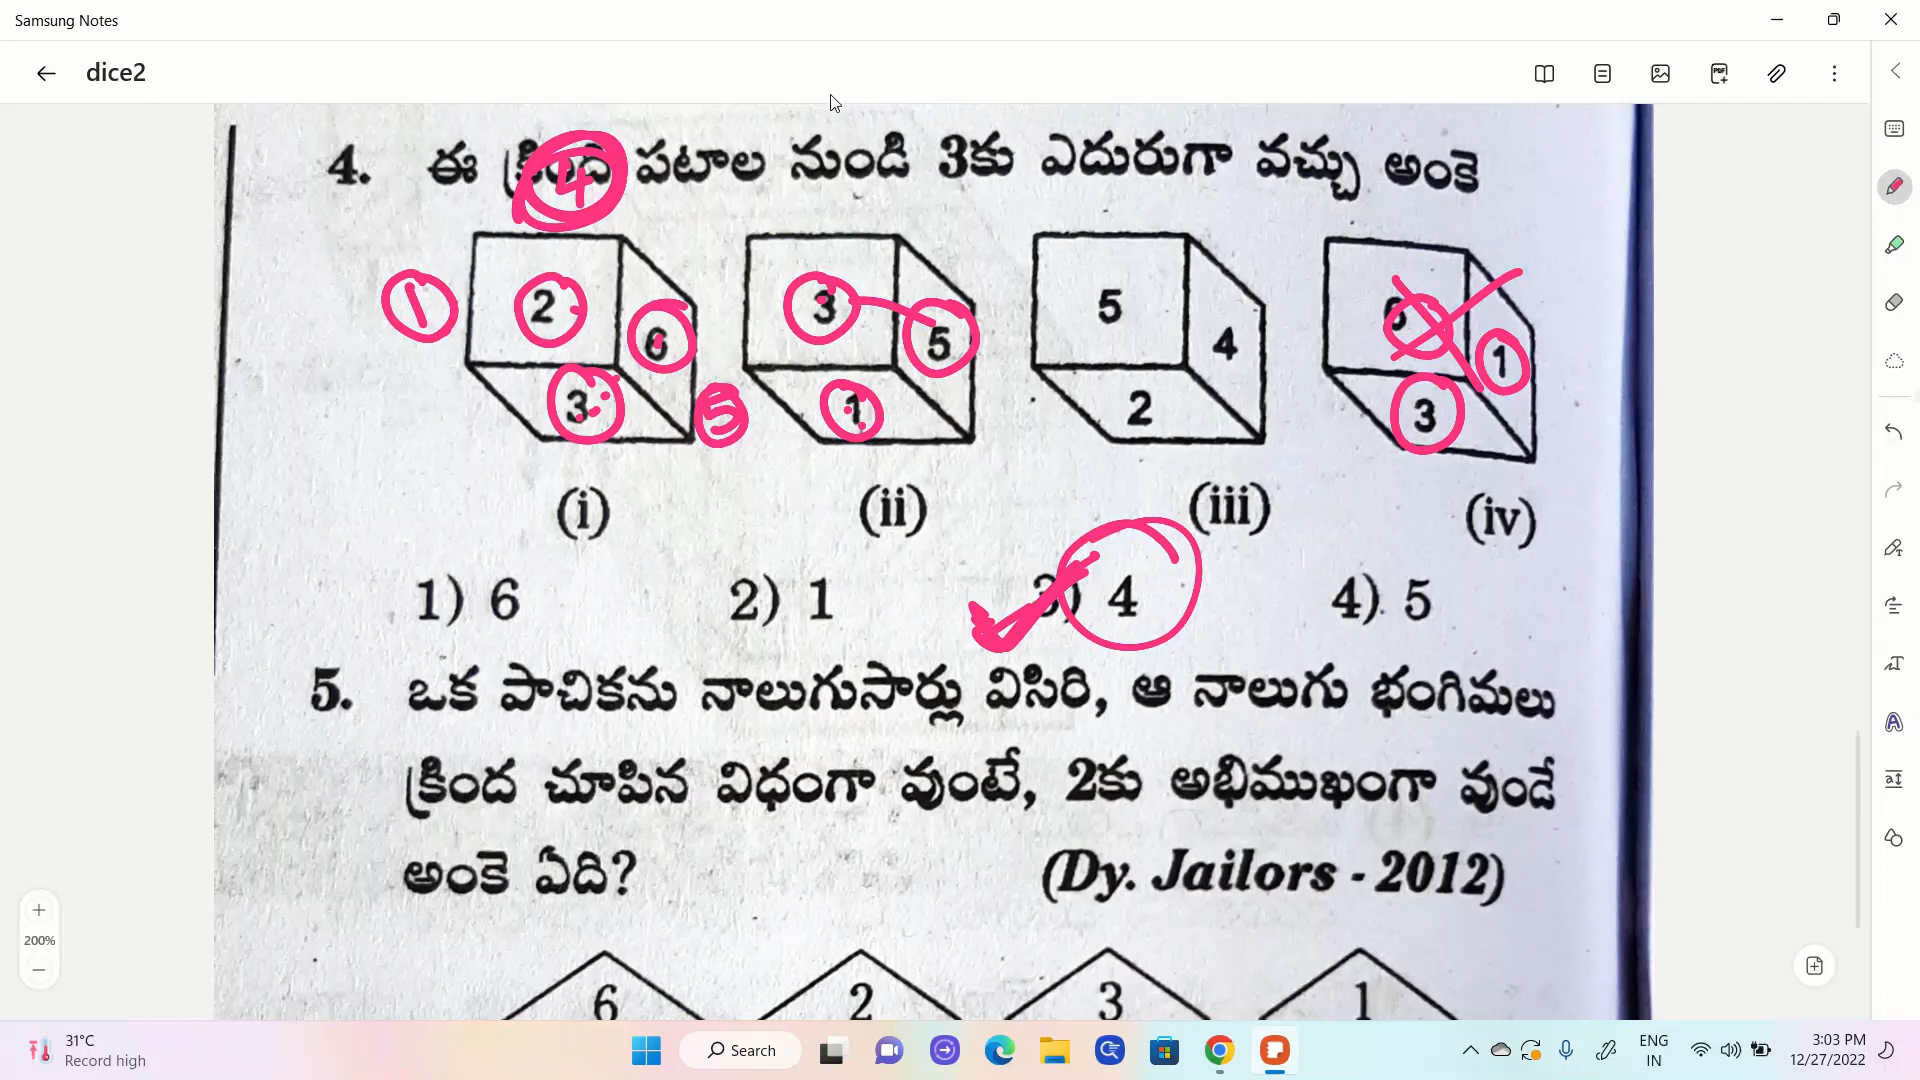 Samsung Notes
dice2
4. ఈ క్రింది పటాల నుండి 3కు ఎదురుగా వచ్చు అంకె
4
1 2 6 3 5
3 5 1
5 4 2
1 3
(i) (ii) (iii) (iv)
1) 6 2) 1 3) 4 4) 5
5. ఒక పాచికను నాలుగుసార్లు విసిరి, ఆ నాలుగు భంగిమలు
క్రింద చూపిన విధంగా వుంటే, 2కు అభిముఖంగా వుండే
అంకె ఏది? (Dy. Jailors - 2012)
6 2 3 1
200%
31°C
Record high
Search
ENG
IN
3:03 PM
12/27/2022